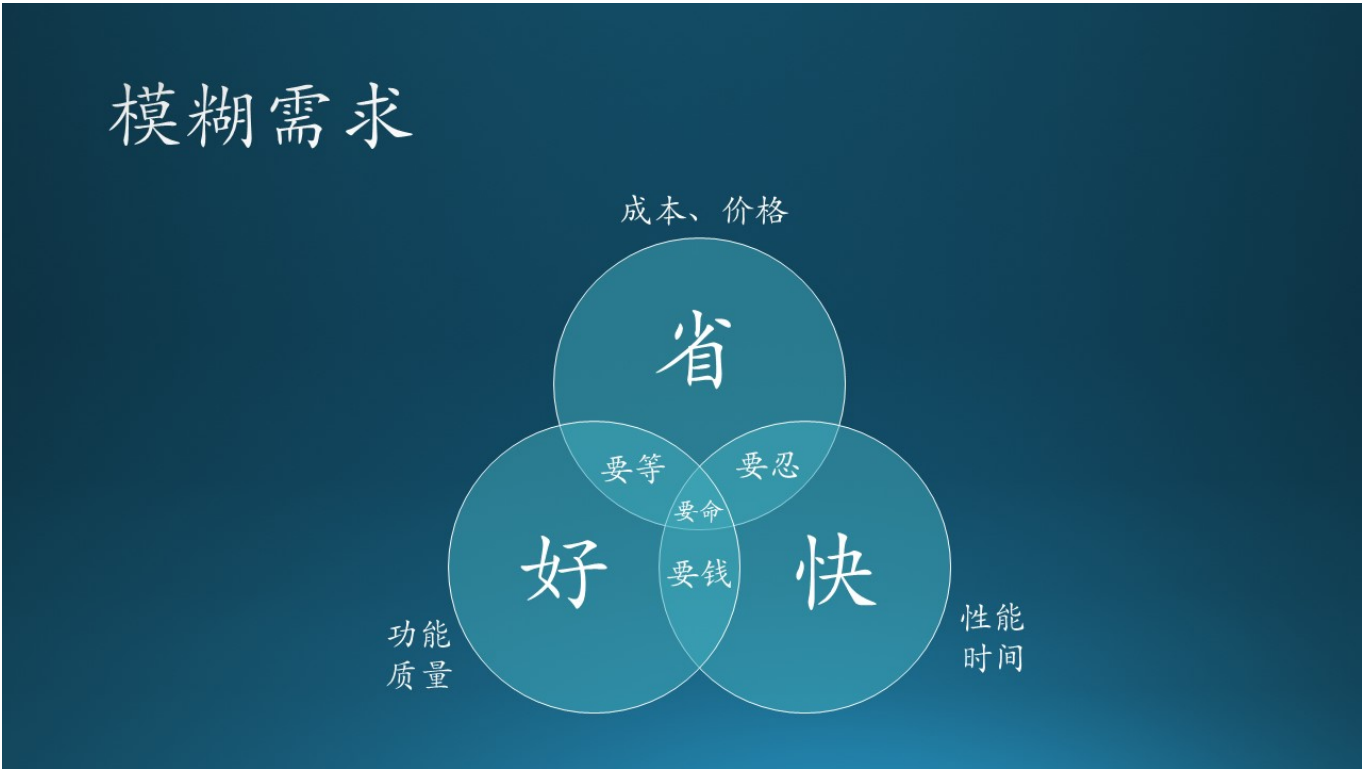 模糊需求
成本、价格
省
要等
要忍
要命
好
要钱
快
功能
质量
性能
时间